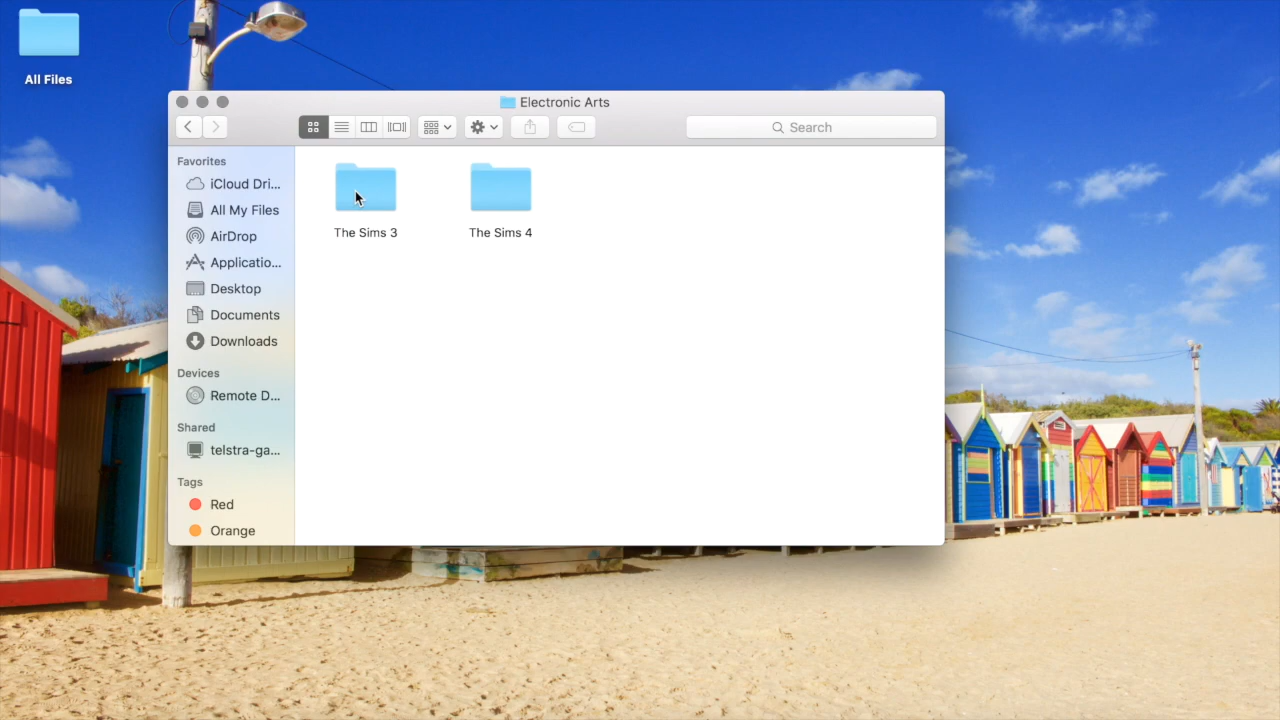 All Files
Electronic Arts
Search
Favorites
iCloud Dri...
All My Files
AirDrop
Applicatio...
Desktop
Documents
Downloads
Devices
Remote D...
Shared
telstra-ga...
Tags
Red
Orange
The Sims 3
The Sims 4